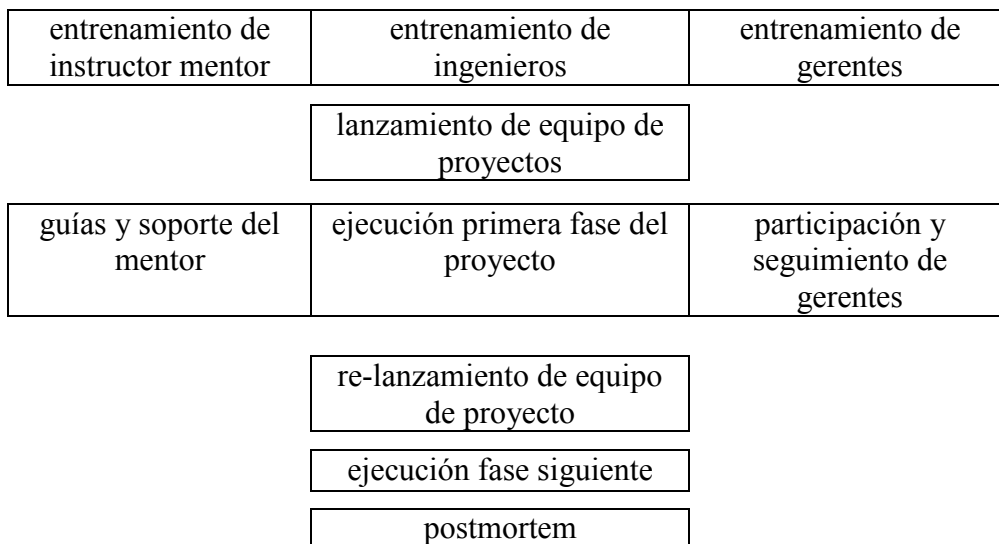 entrenamiento de
instructor mentor
entrenamiento de
ingenieros
entrenamiento de
gerentes
lanzamiento de equipo de
proyectos
guías y soporte del
mentor
ejecución primera fase del
proyecto
participación y
seguimiento de
gerentes
re-lanzamiento de equipo
de proyecto
ejecución fase siguiente
postmortem